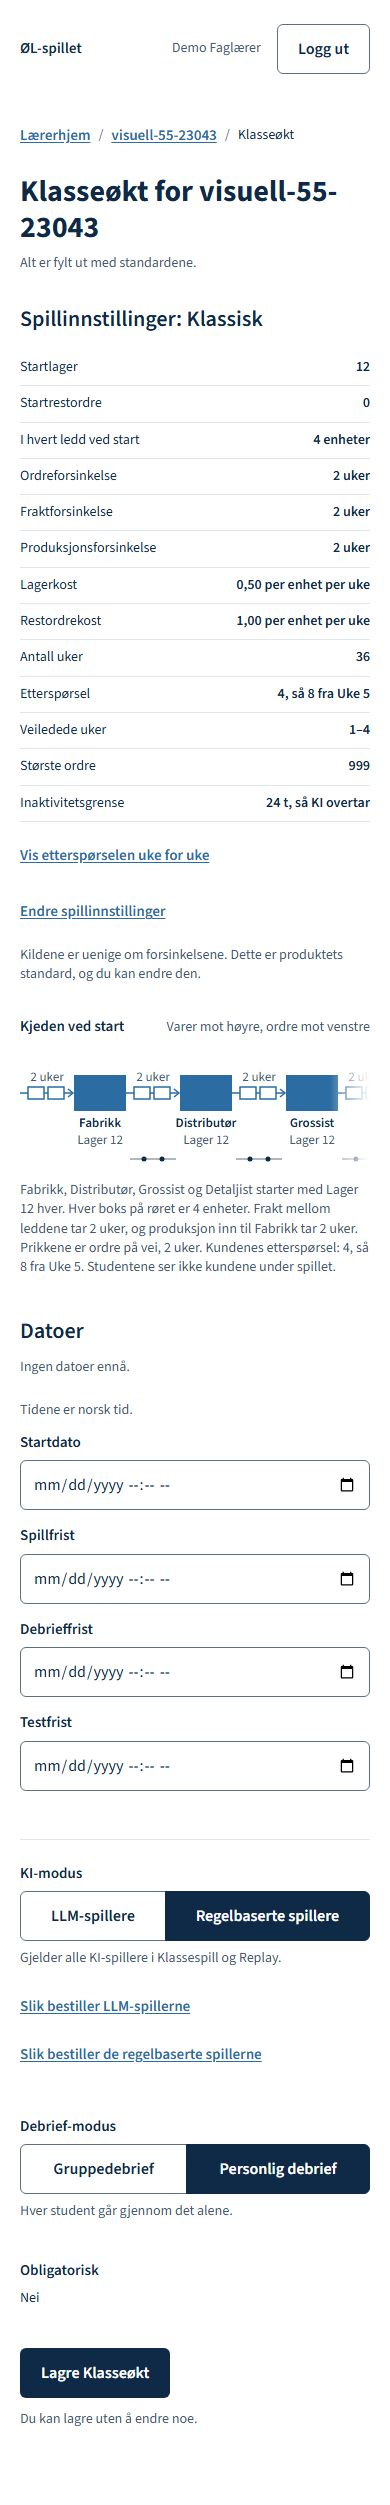 ØL-spillet
Demo Faglærer
Logg ut
Lærerhjem / visuell-55-23043 / Klasseøkt
Klasseøkt for visuell-55-
23043
Alt er fylt ut med standardene.
Spillinnstillinger: Klassisk
Startlager 12
Startrestordre 0
I hvert ledd ved start 4 enheter
Ordreforsinkelse 2 uker
Fraktforsinkelse 2 uker
Produksjonsforsinkelse 2 uker
Lagerkost 0,50 per enhet per uke
Restordrekost 1,00 per enhet per uke
Antall uker 36
Etterspørsel 4, så 8 fra Uke 5
Veiledede uker 1–4
Største ordre 999
Inaktivitetsgrense 24 t, så KI overtar
Vis etterspørselen uke for uke
Endre spillinnstillinger
Kildene er uenige om forsinkelsene. Dette er produktets
standard, og du kan endre den.
Kjeden ved start Varer mot høyre, ordre mot venstre
2 uker 2 uker 2 uker 2 u
Fabrikk Distributør Grossist
Lager 12 Lager 12 Lager 12
Fabrikk, Distributør, Grossist og Detaljist starter med Lager
12 hver. Hver boks på røret er 4 enheter. Frakt mellom
leddene tar 2 uker, og produksjon inn til Fabrikk tar 2 uker.
Prikkene er ordre på vei, 2 uker. Kundenes etterspørsel: 4, så
8 fra Uke 5. Studentene ser ikke kundene under spillet.
Datoer
Ingen datoer ennå.
Tidene er norsk tid.
Startdato
mm/dd/yyyy --:-- --
Spillfrist
mm/dd/yyyy --:-- --
Debrieffrist
mm/dd/yyyy --:-- --
Testfrist
mm/dd/yyyy --:-- --
KI-modus
LLM-spillere Regelbaserte spillere
Gjelder alle KI-spillere i Klassespill og Replay.
Slik bestiller LLM-spillerne
Slik bestiller de regelbaserte spillerne
Debrief-modus
Gruppedebrief Personlig debrief
Hver student går gjennom det alene.
Obligatorisk
Nei
Lagre Klasseøkt
Du kan lagre uten å endre noe.